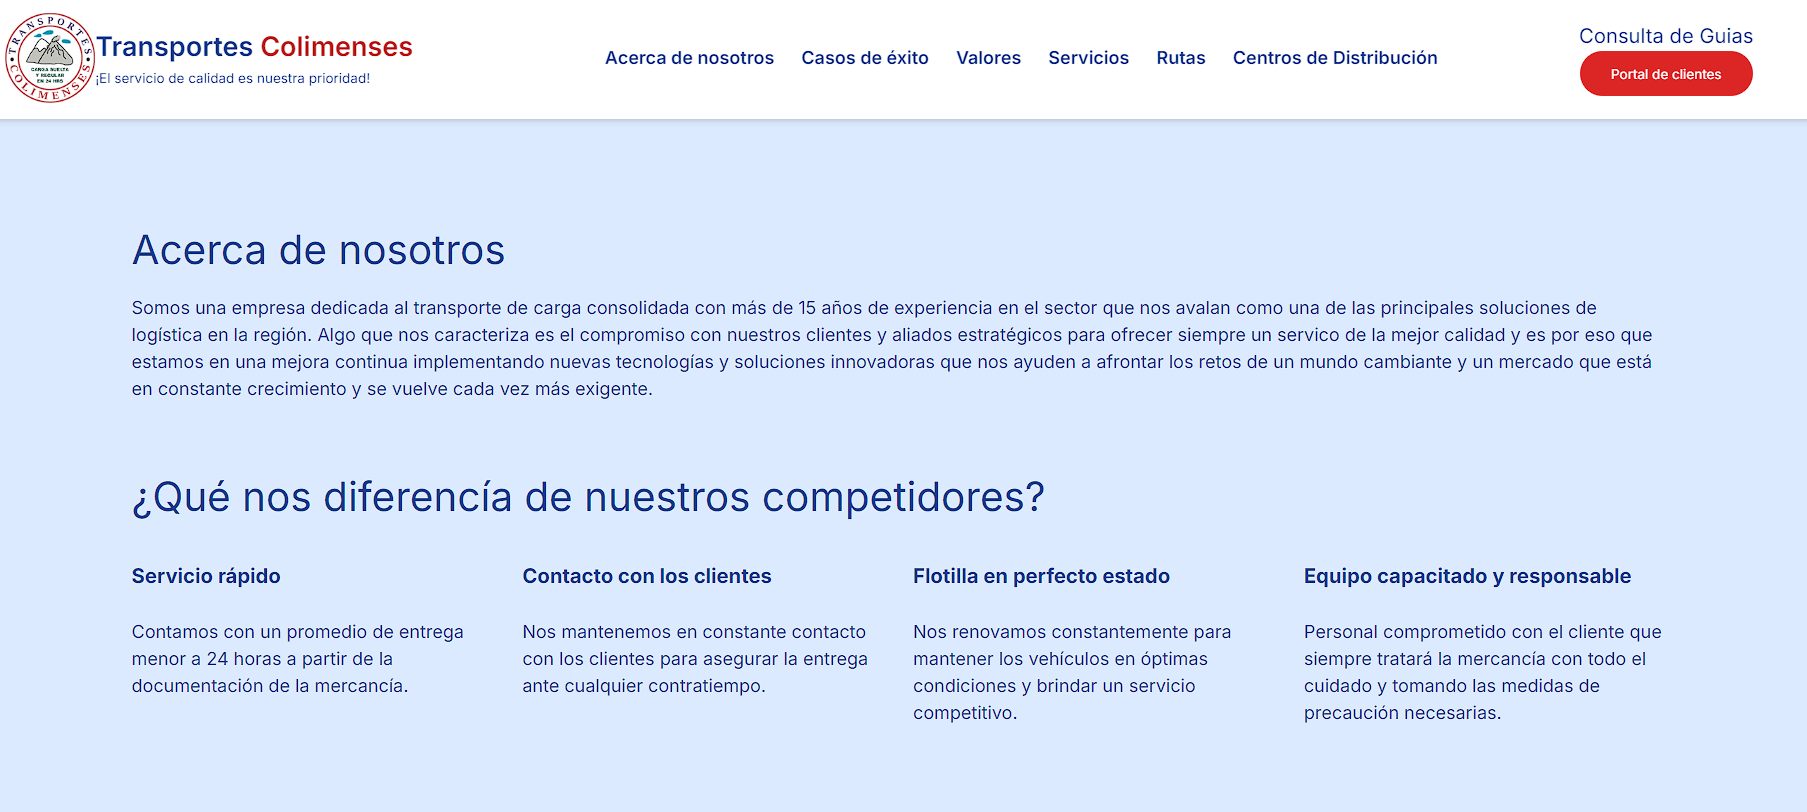 TRANSPORTES
CARGA SUELTA
Y REGULAR
EN 24 HRS
COLIMENSES
Transportes Colimenses
¡El servicio de calidad es nuestra prioridad!
Acerca de nosotros
Casos de éxito
Valores
Servicios
Rutas
Centros de Distribución
Consulta de Guias
Portal de clientes
Acerca de nosotros
Somos una empresa dedicada al transporte de carga consolidada con más de 15 años de experiencia en el sector que nos avalan como una de las principales soluciones de
logística en la región. Algo que nos caracteriza es el compromiso con nuestros clientes y aliados estratégicos para ofrecer siempre un servico de la mejor calidad y es por eso que
estamos en una mejora continua implementando nuevas tecnologías y soluciones innovadoras que nos ayuden a afrontar los retos de un mundo cambiante y un mercado que está
en constante crecimiento y se vuelve cada vez más exigente.
¿Qué nos diferencía de nuestros competidores?
Servicio rápido
Contamos con un promedio de entrega
menor a 24 horas a partir de la
documentación de la mercancía.
Contacto con los clientes
Nos mantenemos en constante contacto
con los clientes para asegurar la entrega
ante cualquier contratiempo.
Flotilla en perfecto estado
Nos renovamos constantemente para
mantener los vehículos en óptimas
condiciones y brindar un servicio
competitivo.
Equipo capacitado y responsable
Personal comprometido con el cliente que
siempre tratará la mercancía con todo el
cuidado y tomando las medidas de
precaución necesarias.